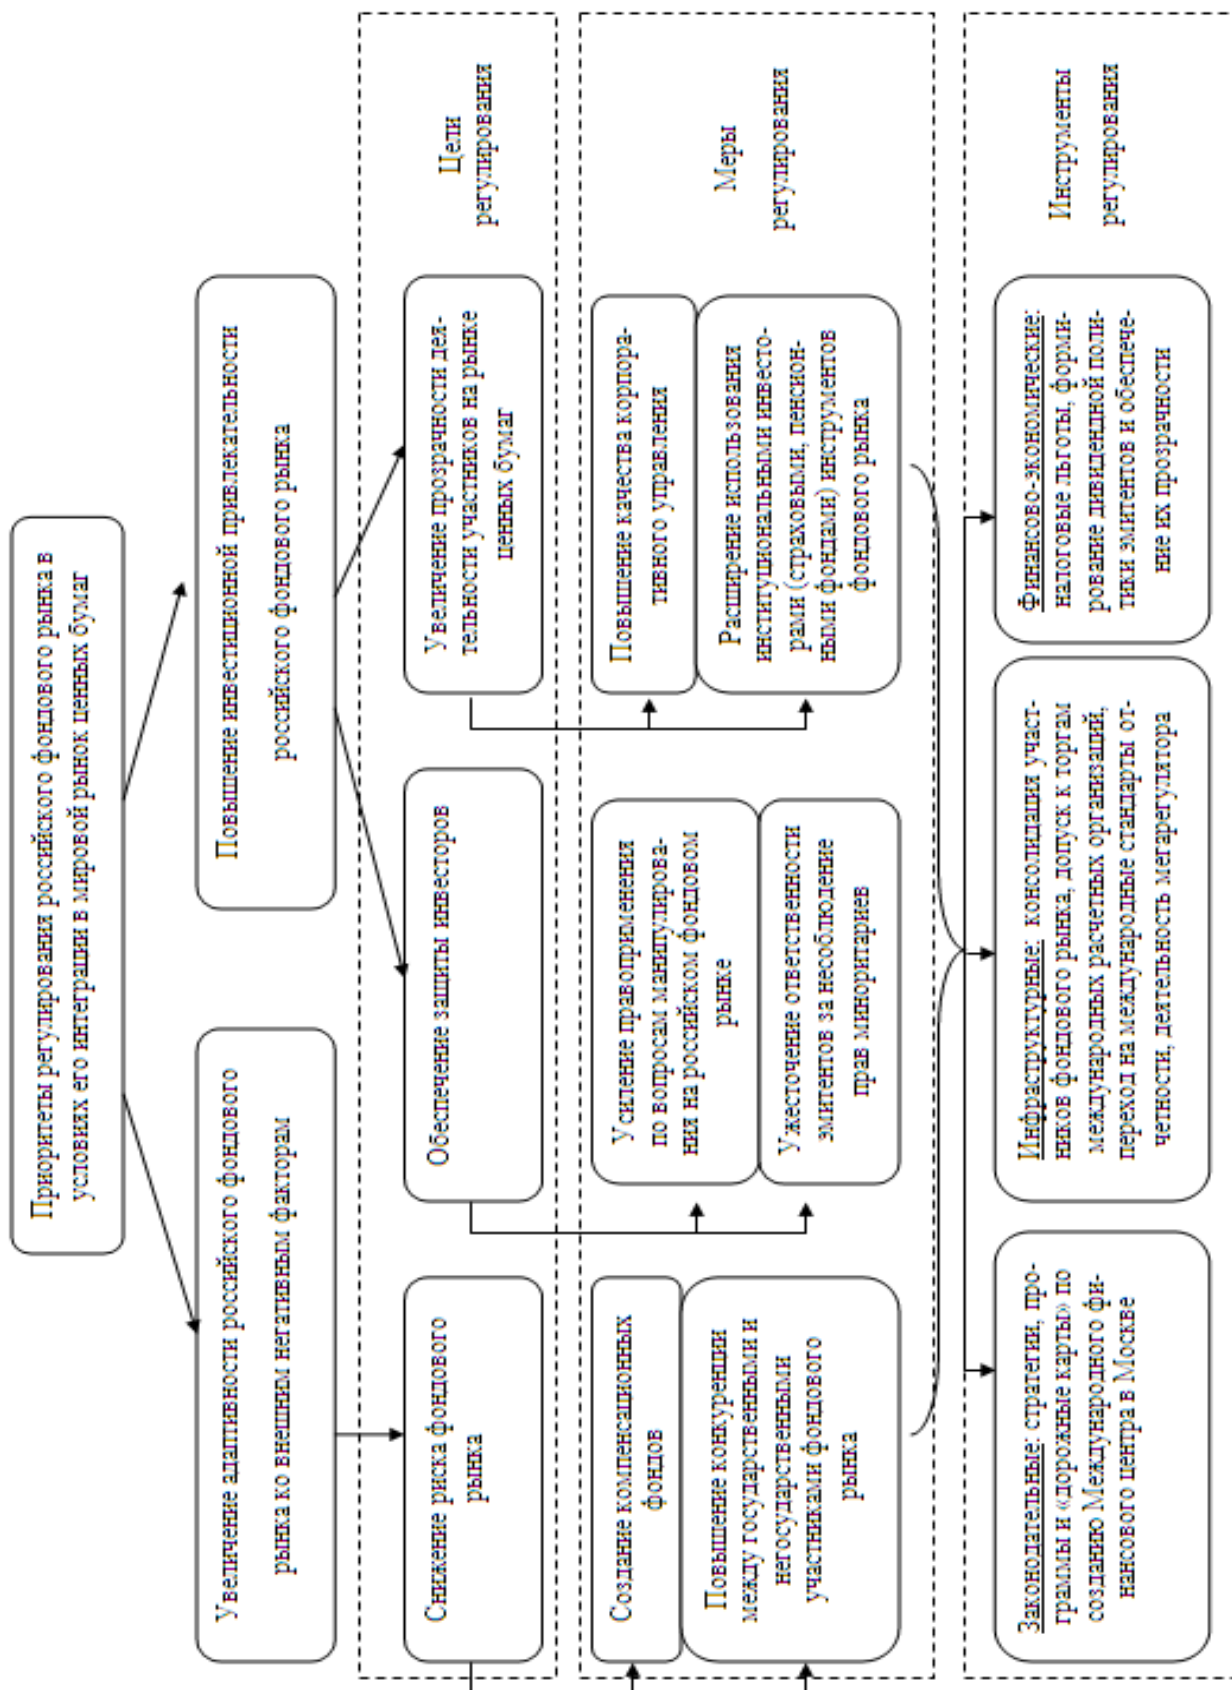 Приоритеты регулирования российского фондового рынка в
условиях его интеграции в мировой рынок ценных бумаг
Увеличение адаптивности российского фондового
рынка ко внешним негативным факторам
Повышение инвестиционной привлекательности
российского фондового рынка
Снижение риска фондового
рынка
Обеспечение защиты инвесторов
Увеличение прозрачности дея-
тельности участников на рынке
ценных бумаг
Цели
регулирования
Создание компенсационных
фондов
Повышение конкуренции
между государственными и
негосударственными
участниками фондового
рынка
Усиление правоприменения
по вопросам манипулирова-
ния на российском фондовом
рынке
Ужесточение ответственности
эмитентов за несоблюдение
прав миноритариев
Повышение качества корпора-
тивного управления
Расширение использования
институциональными инвесто-
рами (страховыми, пенсион-
ными фондами) инструментов
фондового рынка
Меры
регулирования
Законодательные: стратегии, про-
граммы и «дорожные карты» по
созданию Международного фи-
нансового центра в Москве
Инфраструктурные: консолидация участ-
ников фондового рынка, допуск к торгам
международных расчетных организаций,
переход на международные стандарты от-
четности, деятельность мегарегулятора
Финансово-экономические:
налоговые льготы, форми-
рование дивидендной поли-
тики эмитентов и обеспече-
ние их прозрачности
Инструменты
регулирования